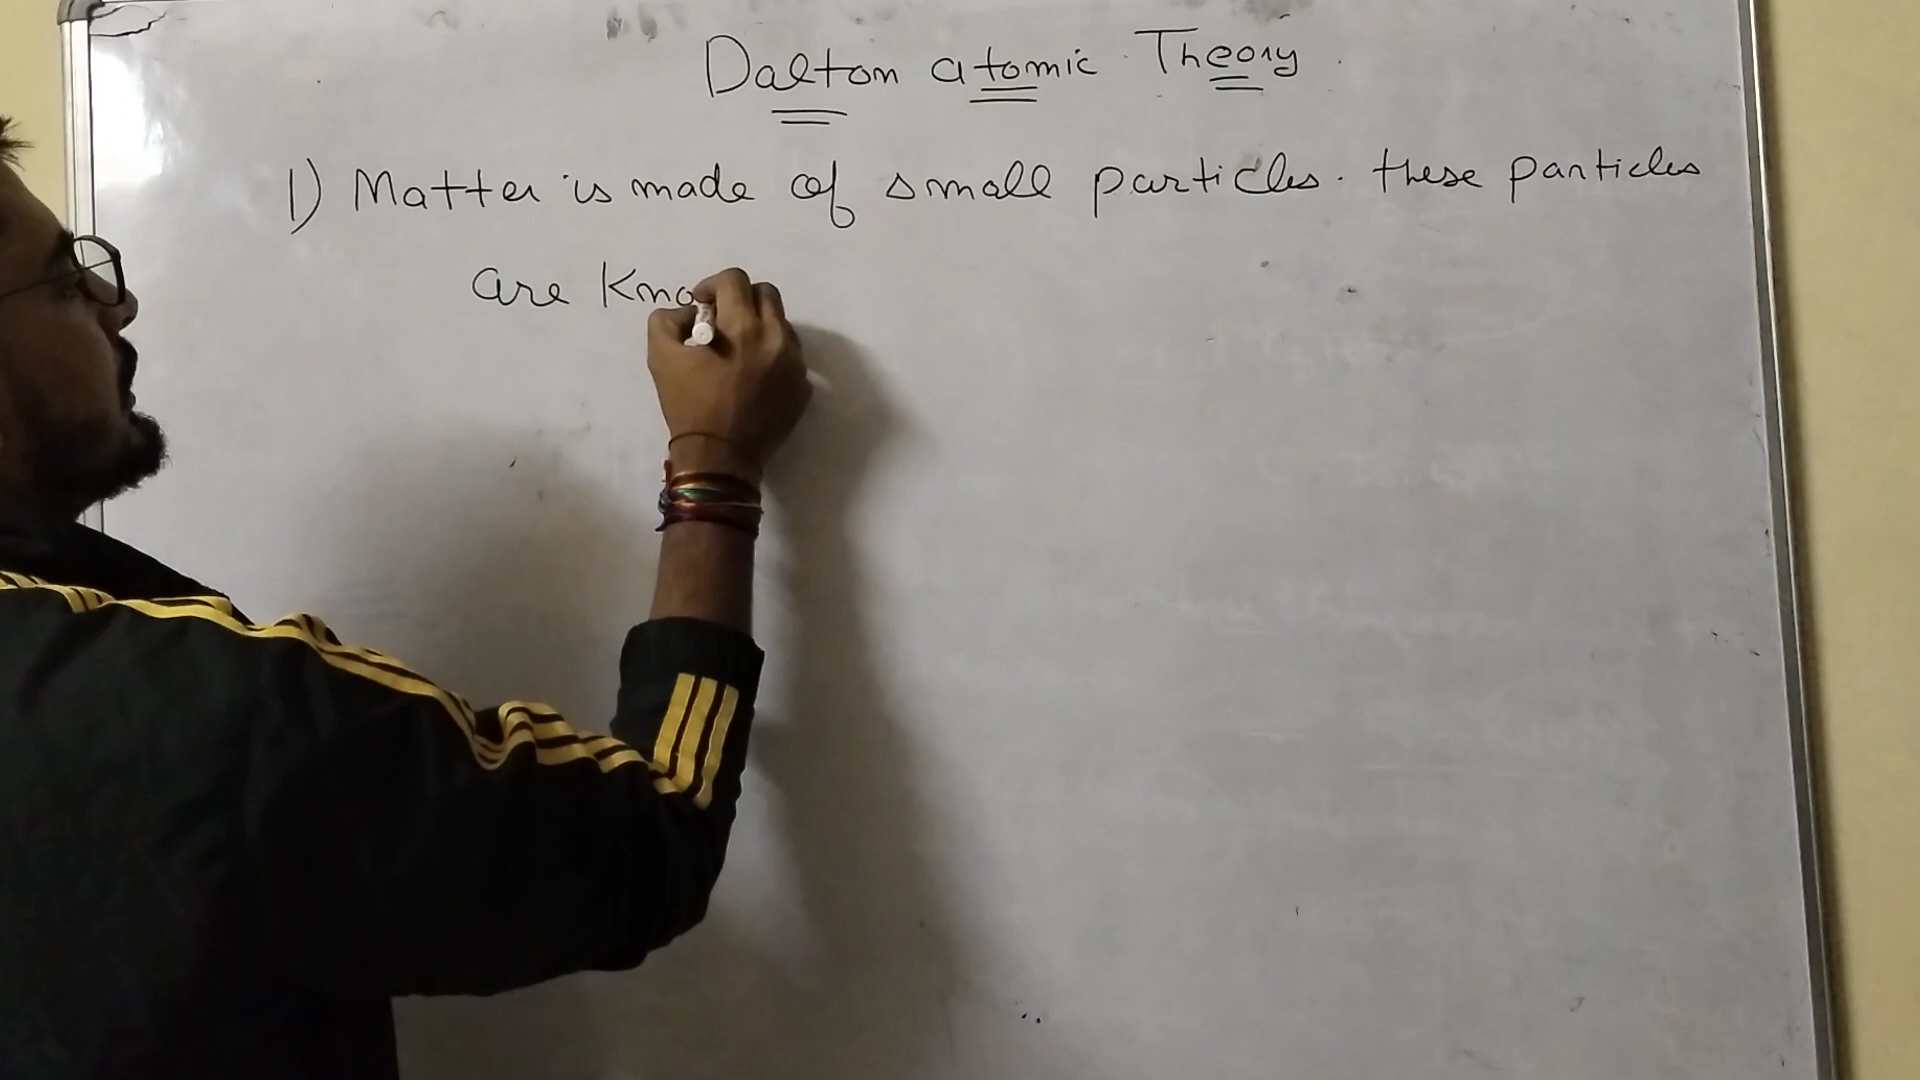 Dalton atomic Theory
1) Matter is made of small particles. these particles
are Kno